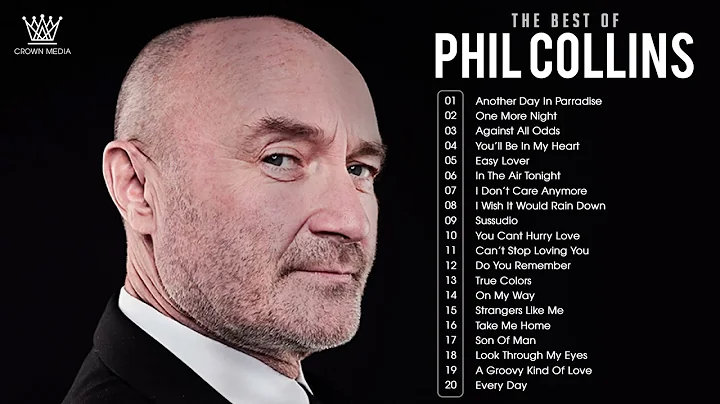 CROWN MEDIA
THE BEST OF
PHIL COLLINS
01 Another Day In Parradise
02 One More Night
03 Against All Odds
04 You'll Be In My Heart
05 Easy Lover
06 In The Air Tonight
07 I Don't Care Anymore
08 I Wish It Would Rain Down
09 Sussudio
10 You Cant Hurry Love
11 Can't Stop Loving You
12 Do You Remember
13 True Colors
14 On My Way
15 Strangers Like Me
16 Take Me Home
17 Son Of Man
18 Look Through My Eyes
19 A Groovy Kind Of Love
20 Every Day